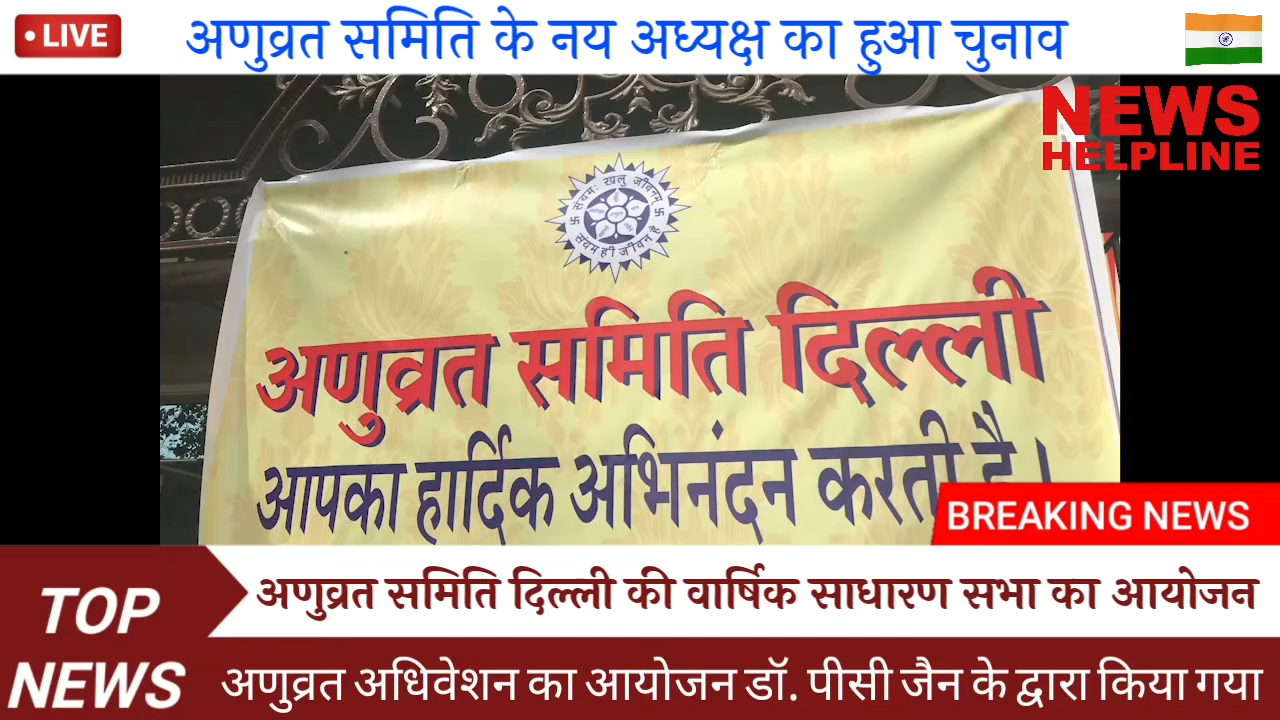 LIVE
अणुव्रत समिति के नय अध्यक्ष का हुआ चुनाव
NEWS
HELPLINE
संयमः खलु जीवनम्
संयम ही जीवन है
अणुव्रत समिति दिल्ली
आपका हार्दिक अभिनंदन करती है।
BREAKING NEWS
TOP
NEWS
अणुव्रत समिति दिल्ली की वार्षिक साधारण सभा का आयोजन
अणुव्रत अधिवेशन का आयोजन डॉ. पीसी जैन के द्वारा किया गया